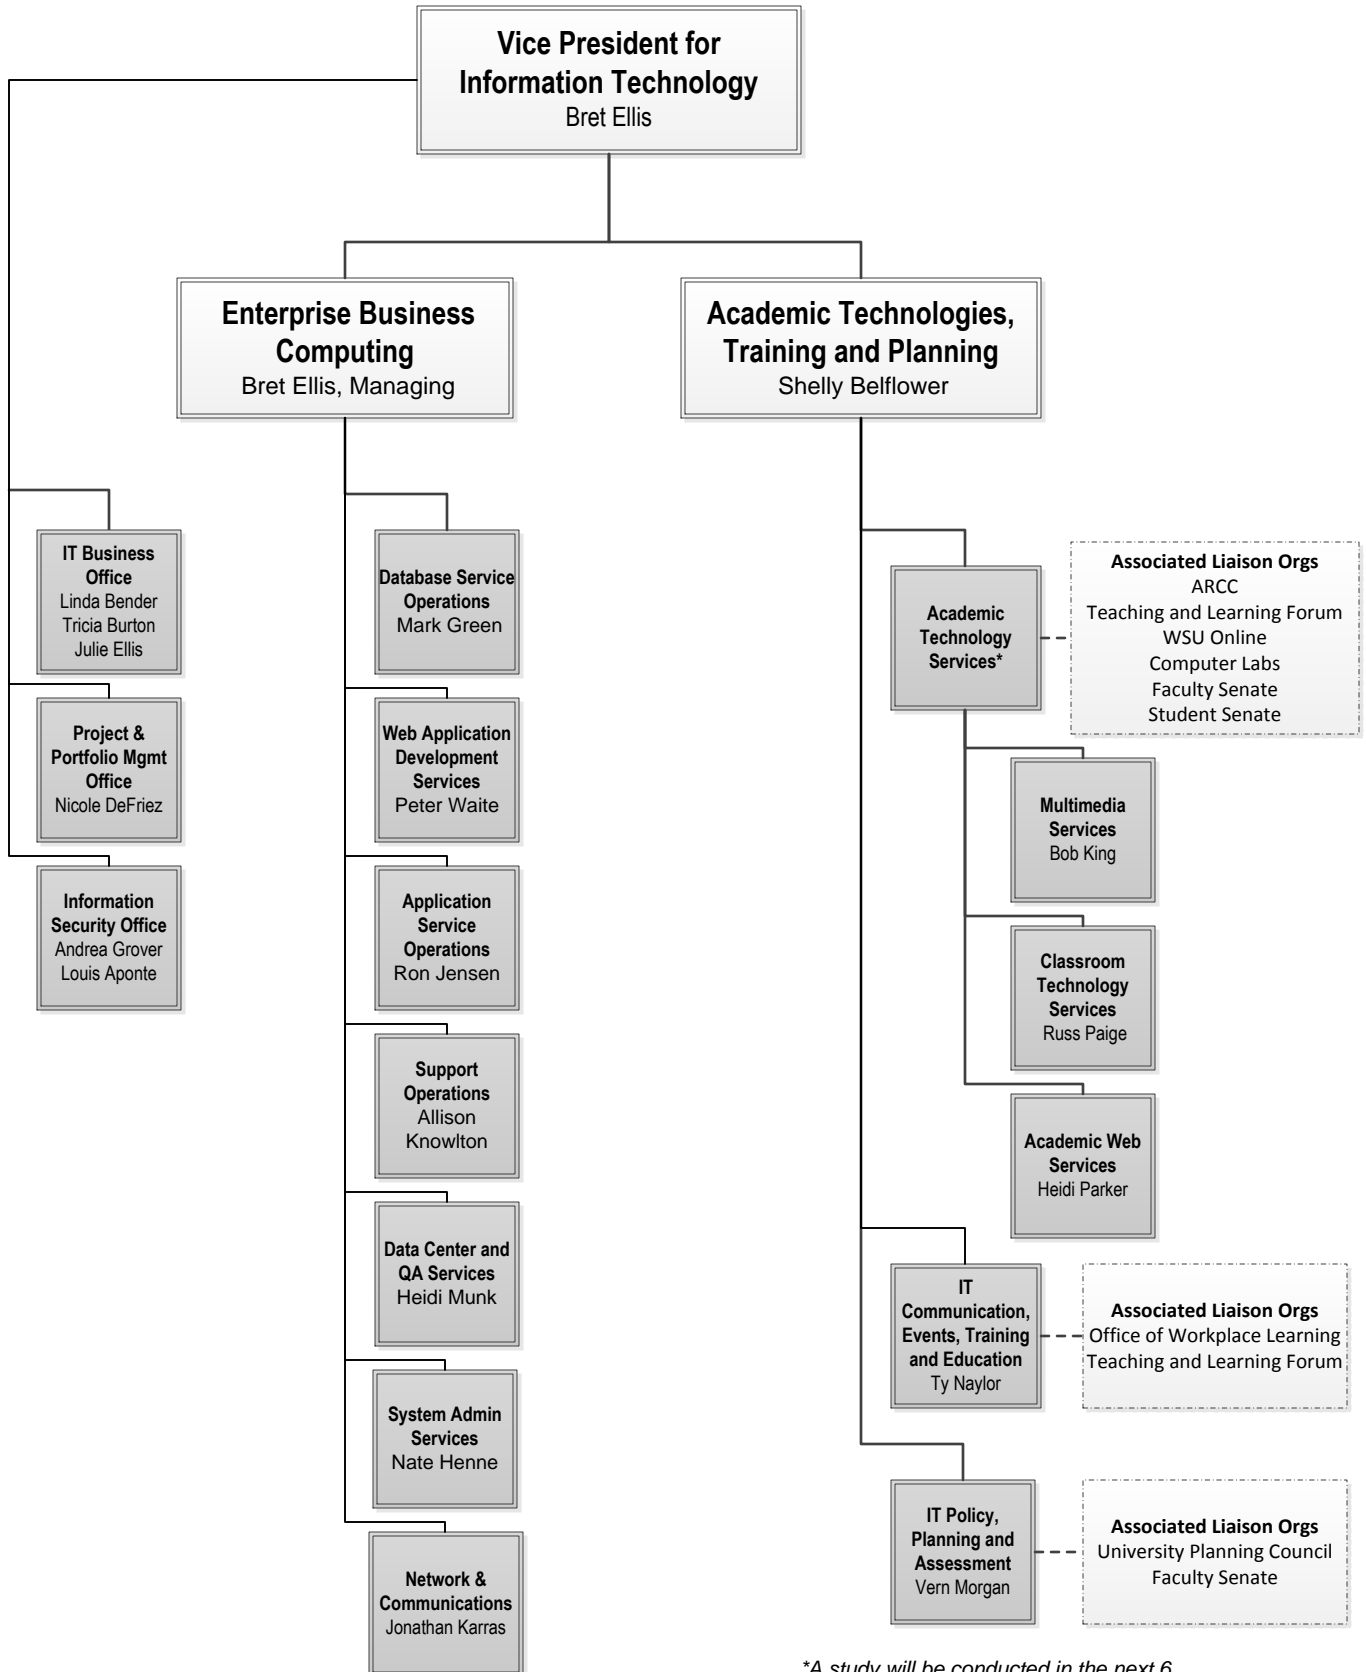 Vice President for
Information Technology
Bret Ellis
Enterprise Business
Computing
Bret Ellis, Managing
Academic Technologies,
Training and Planning
Shelly Belflower
IT Business
Office
Linda Bender
Tricia Burton
Julie Ellis
Project &
Portfolio Mgmt
Office
Nicole DeFriez
Information
Security Office
Andrea Grover
Louis Aponte
Database Service
Operations
Mark Green
Web Application
Development
Services
Peter Waite
Application
Service
Operations
Ron Jensen
Support
Operations
Allison
Knowlton
Data Center and
QA Services
Heidi Munk
System Admin
Services
Nate Henne
Network &
Communications
Jonathan Karras
Academic
Technology
Services*
Associated Liaison Orgs
ARCC
Teaching and Learning Forum
WSU Online
Computer Labs
Faculty Senate
Student Senate
Multimedia
Services
Bob King
Classroom
Technology
Services
Russ Paige
Academic Web
Services
Heidi Parker
IT
Communication,
Events, Training
and Education
Ty Naylor
Associated Liaison Orgs
Office of Workplace Learning
Teaching and Learning Forum
IT Policy,
Planning and
Assessment
Vern Morgan
Associated Liaison Orgs
University Planning Council
Faculty Senate
*A study will be conducted in the next 6